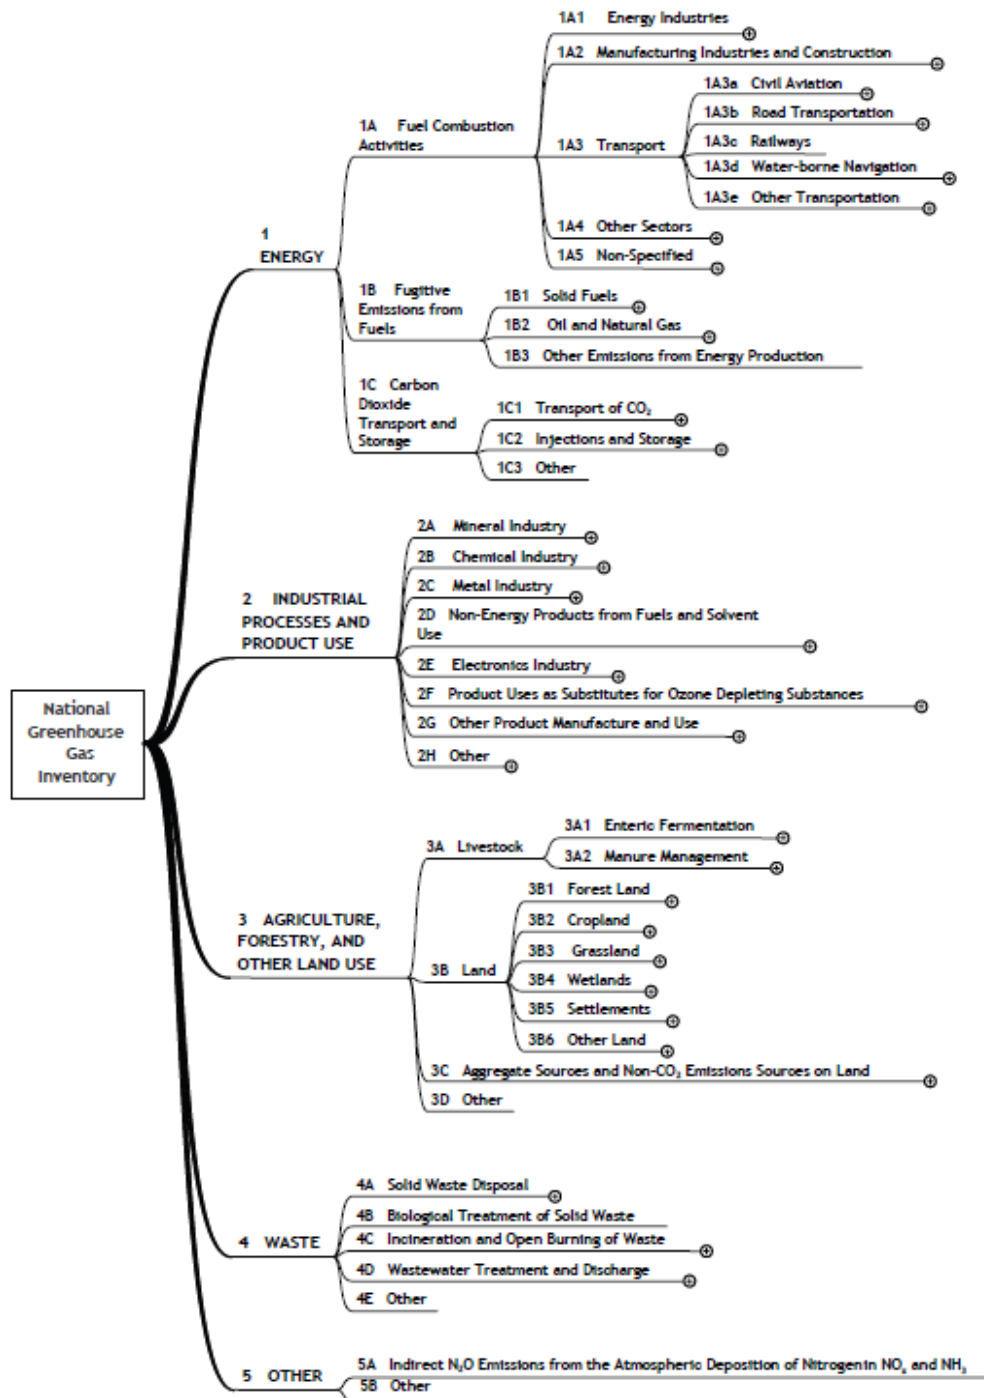 National
Greenhouse
Gas
Inventory
1
ENERGY
1A Fuel Combustion
Activities
1A1 Energy Industries
1A2 Manufacturing Industries and Construction
1A3 Transport
1A3a Civil Aviation
1A3b Road Transportation
1A3c Railways
1A3d Water-borne Navigation
1A3e Other Transportation
1A4 Other Sectors
1A5 Non-Specified
1B Fugitive
Emissions from
Fuels
1B1 Solid Fuels
1B2 Oil and Natural Gas
1B3 Other Emissions from Energy Production
1C Carbon
Dioxide
Transport and
Storage
1C1 Transport of CO₂
1C2 Injections and Storage
1C3 Other
2 INDUSTRIAL
PROCESSES AND
PRODUCT USE
2A Mineral Industry
2B Chemical Industry
2C Metal Industry
2D Non-Energy Products from Fuels and Solvent
Use
2E Electronics Industry
2F Product Uses as Substitutes for Ozone Depleting Substances
2G Other Product Manufacture and Use
2H Other
3 AGRICULTURE,
FORESTRY, AND
OTHER LAND USE
3A Livestock
3A1 Enteric Fermentation
3A2 Manure Management
3B Land
3B1 Forest Land
3B2 Cropland
3B3 Grassland
3B4 Wetlands
3B5 Settlements
3B6 Other Land
3C Aggregate Sources and Non-CO₂ Emissions Sources on Land
3D Other
4 WASTE
4A Solid Waste Disposal
4B Biological Treatment of Solid Waste
4C Incineration and Open Burning of Waste
4D Wastewater Treatment and Discharge
4E Other
5 OTHER
5A Indirect N₂O Emissions from the Atmospheric Deposition of Nitrogenin NOₓ and NH₃
5B Other